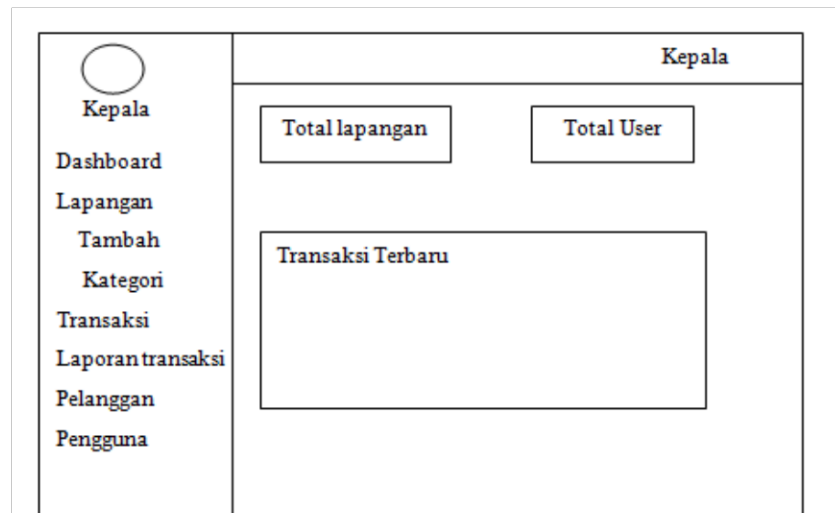 Kepala
Kepala
Dashboard
Lapangan
Tambah
Kategori
Transaksi
Laporan transaksi
Pelanggan
Pengguna
Total lapangan
Total User
Transaksi Terbaru